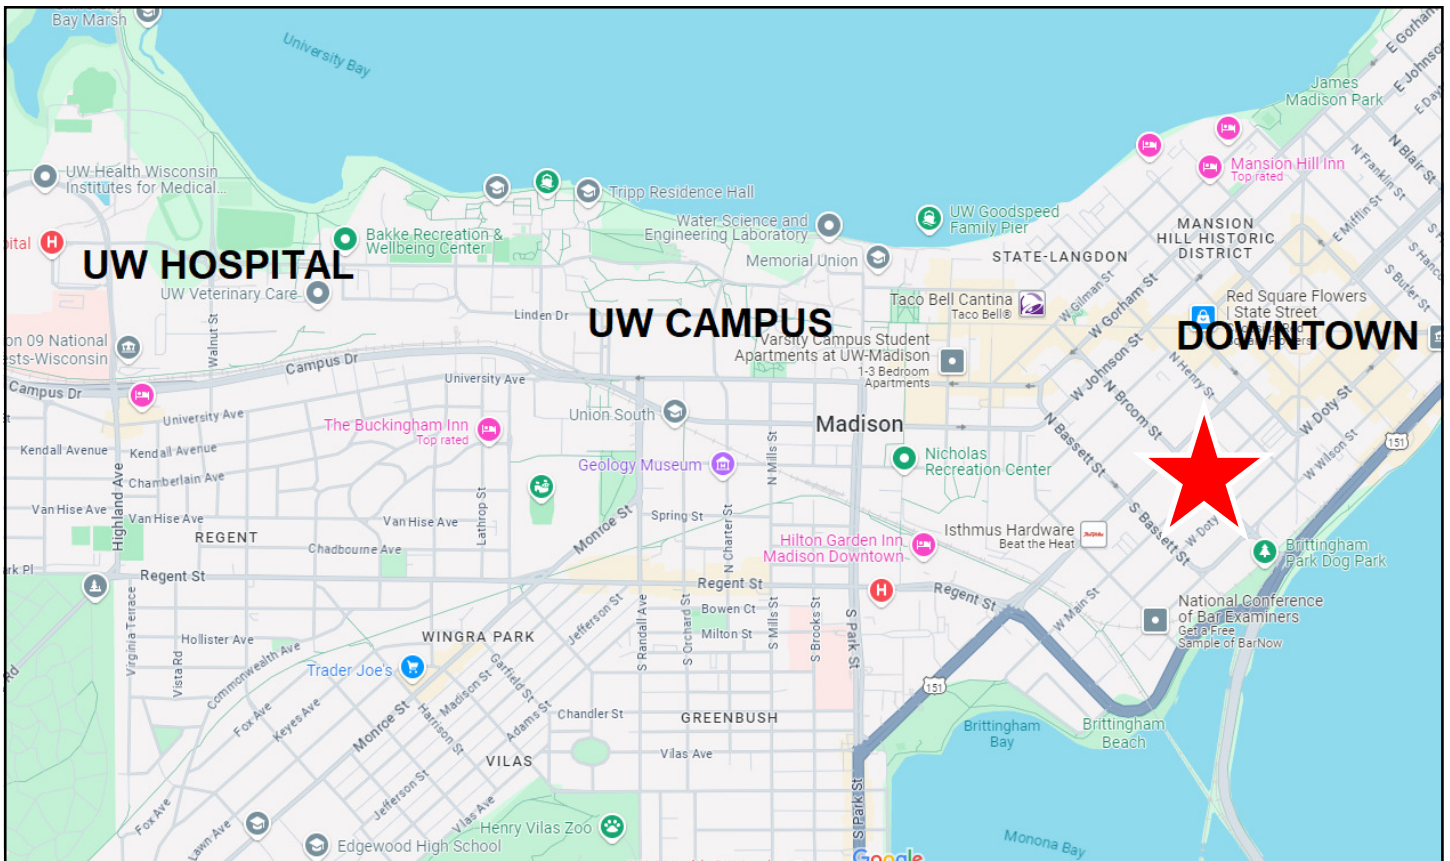 Bay Marsh
University Bay
E Gorham
E Johnson
E Day
James
Madison Park
N Blair St
N Franklin St
E Mifflin St
Mansion Hill Inn
Top rated
UW Health Wisconsin
Institutes for Medical...
Tripp Residence Hall
Water Science and
Engineering Laboratory
UW Goodspeed
Family Pier
MANSION
HILL HISTORIC
DISTRICT
S Hanc
S Butler St
Bakke Recreation &
Wellbeing Center
pital
H
UW HOSPITAL
UW Veterinary Care
Memorial Union
STATE-LANGDON
W Gilman St
W Gorham St
Taco Bell Cantina
Taco Bell®
Red Square Flowers
| State Street
DOWNTOWN
Linden Dr
UW CAMPUS
Varsity Campus Student
Apartments at UW-Madison
1-3 Bedroom
Apartments
on 09 National
sts-Wisconsin
Walnut St
Campus Dr
Campus Dr
University Ave
W Johnson St
N Henry St
N Broom St
W Doty St
W Wilson St
151
University Ave
Union South
Madison
The Buckingham Inn
Top rated
Kendall Avenue
Kendall Avenue
Geology Museum
N Mills St
Nicholas
Recreation Center
N Bassett St
Highland Ave
Chamberlain Ave
Van Hise Ave
Van Hise Ave
Van Hise Ave
Lathrop St
Monroe St
Spring St
N Charter St
REGENT
Chadbourne Ave
Hilton Garden Inn
Madison Downtown
Isthmus Hardware
Beat the Heat
S Bassett St
W Doty
Brittingham
Park Dog Park
rk Pl
Regent St
Regent St
H
Regent St
W Main St
National Conference
of Bar Examiners
Get a Free
Sample of BarNow
Virginia Terrace
Hollister Ave
Vista Rd
Commonwealth Ave
WINGRA PARK
Jefferson St
S Randall Ave
S Orchard St
Bowen Ct
Milton St
S Mills St
S Brooks St
S Park St
Rd
Trader Joe's
Garfield St
Madison St
Harrison St
Adams St
Fox Ave
Keyes Ave
Monroe St
151
Chandler St
GREENBUSH
Brittingham
Bay
Brittingham
Beach
VILAS
Vilas Ave
Jefferson St
Vilas Ave
Fox Ave
Lawn Ave
Edgewood High School
Henry Vilas Zoo
S Park St
Monona Bay
Google